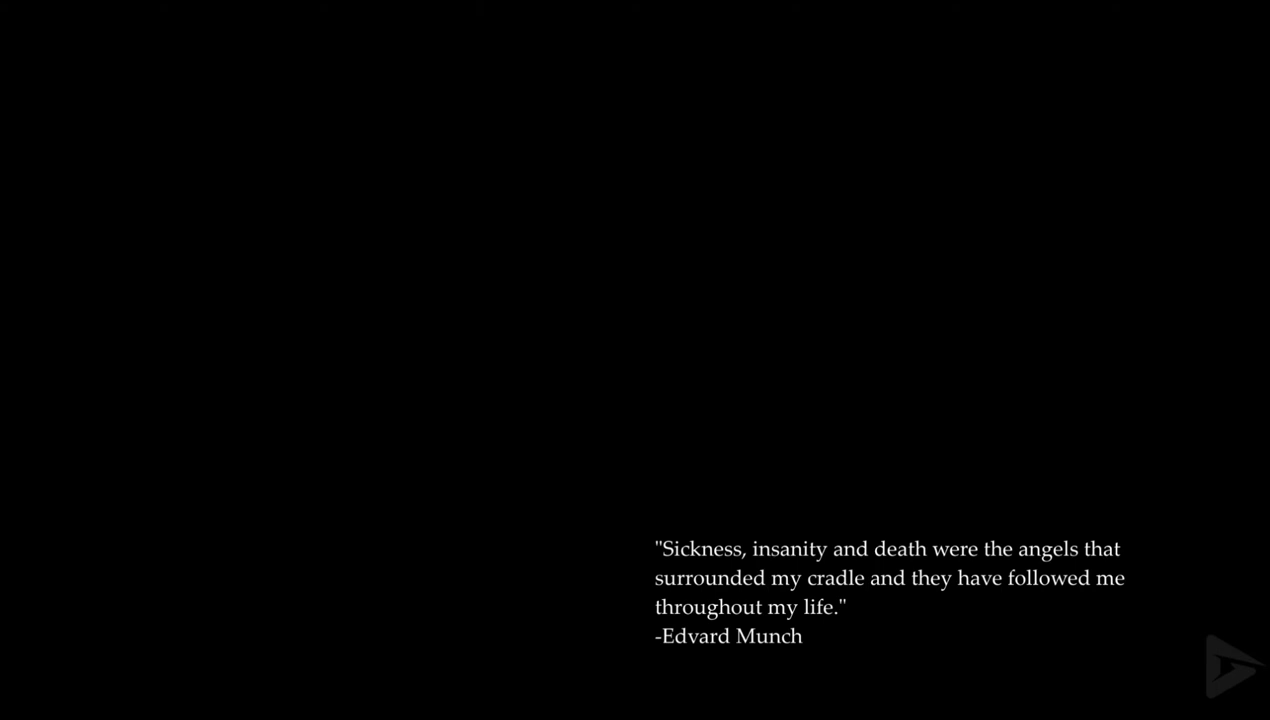 "Sickness, insanity and death were the angels that
surrounded my cradle and they have followed me
throughout my life."
-Edvard Munch